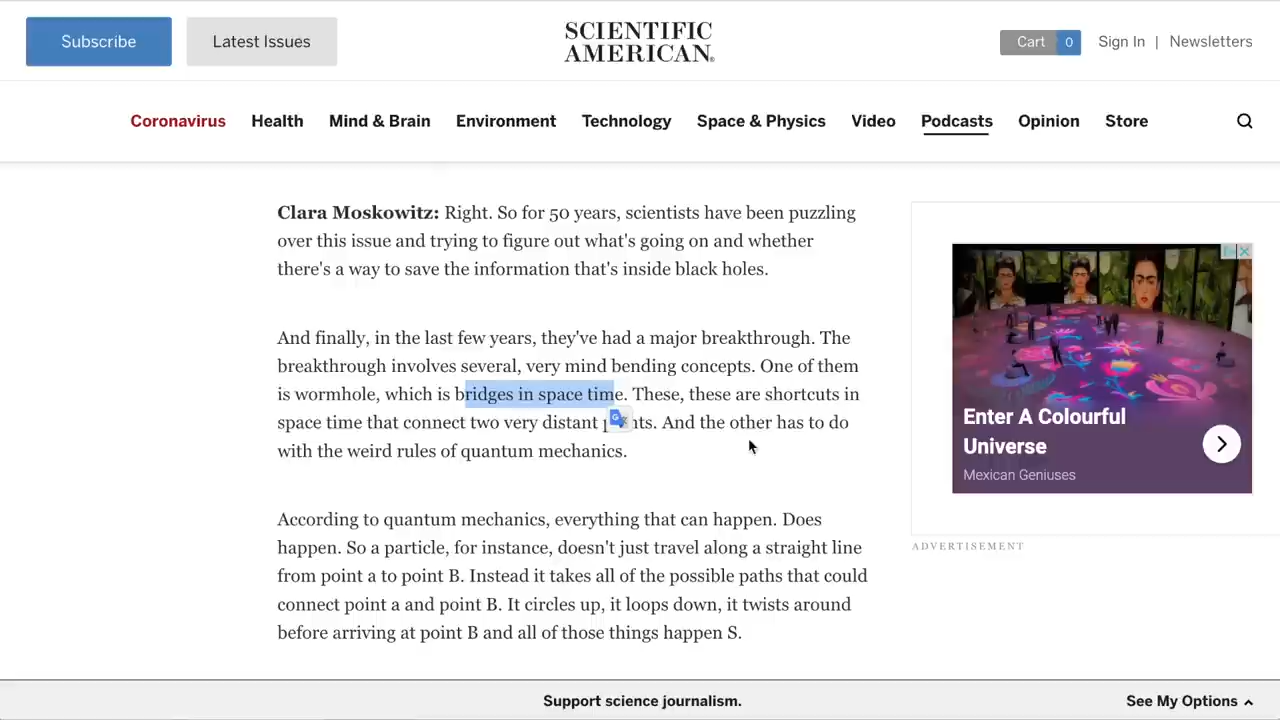 Subscribe
Latest Issues
SCIENTIFIC
AMERICAN®
Cart 0
Sign In | Newsletters
Coronavirus Health Mind & Brain Environment Technology Space & Physics Video Podcasts Opinion Store
Clara Moskowitz: Right. So for 50 years, scientists have been puzzling
over this issue and trying to figure out what's going on and whether
there's a way to save the information that's inside black holes.
And finally, in the last few years, they've had a major breakthrough. The
breakthrough involves several, very mind bending concepts. One of them
is wormhole, which is bridges in space time. These, these are shortcuts in
space time that connect two very distant . And the other has to do
with the weird rules of quantum mechanics.
According to quantum mechanics, everything that can happen. Does
happen. So a particle, for instance, doesn't just travel along a straight line
from point a to point B. Instead it takes all of the possible paths that could
connect point a and point B. It circles up, it loops down, it twists around
before arriving at point B and all of those things happen S.
Enter A Colourful
Universe
Mexican Geniuses
ADVERTISEMENT
Support science journalism.
See My Options